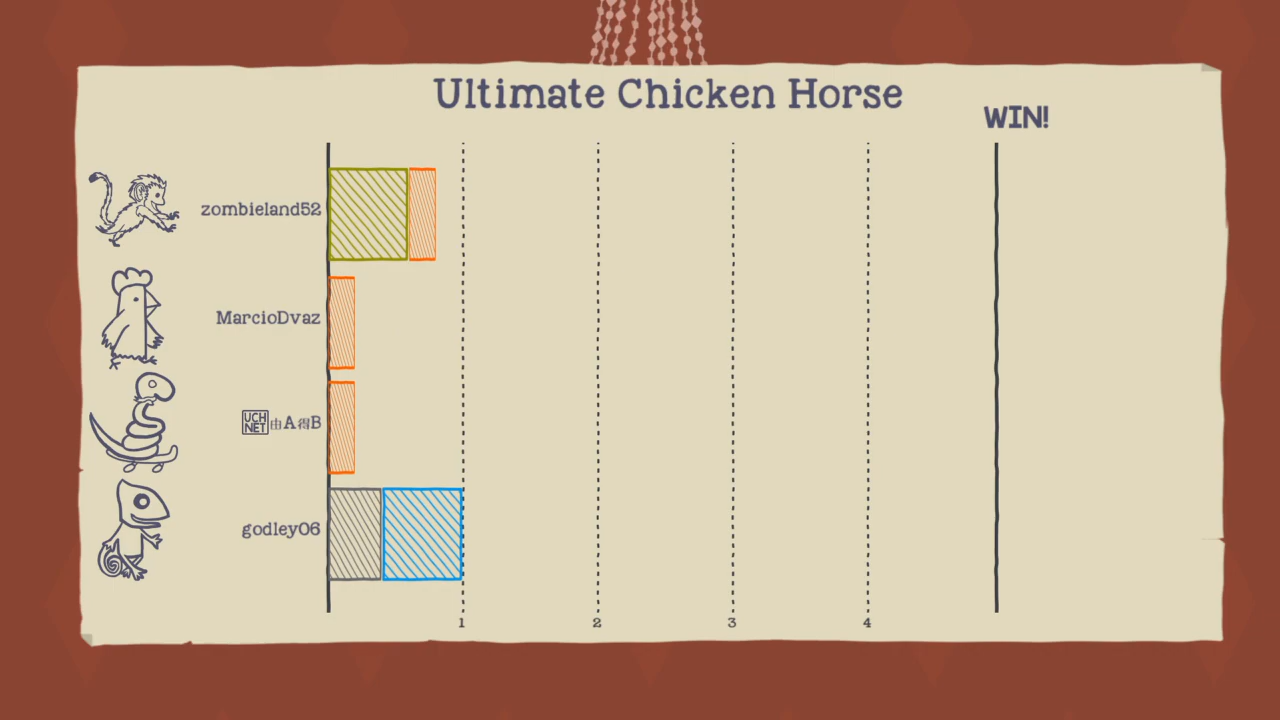 Ultimate Chicken Horse
WIN!
zombieland52
MarcioDvaz
UCH
NET
由A得B
godley06
1 2 3 4